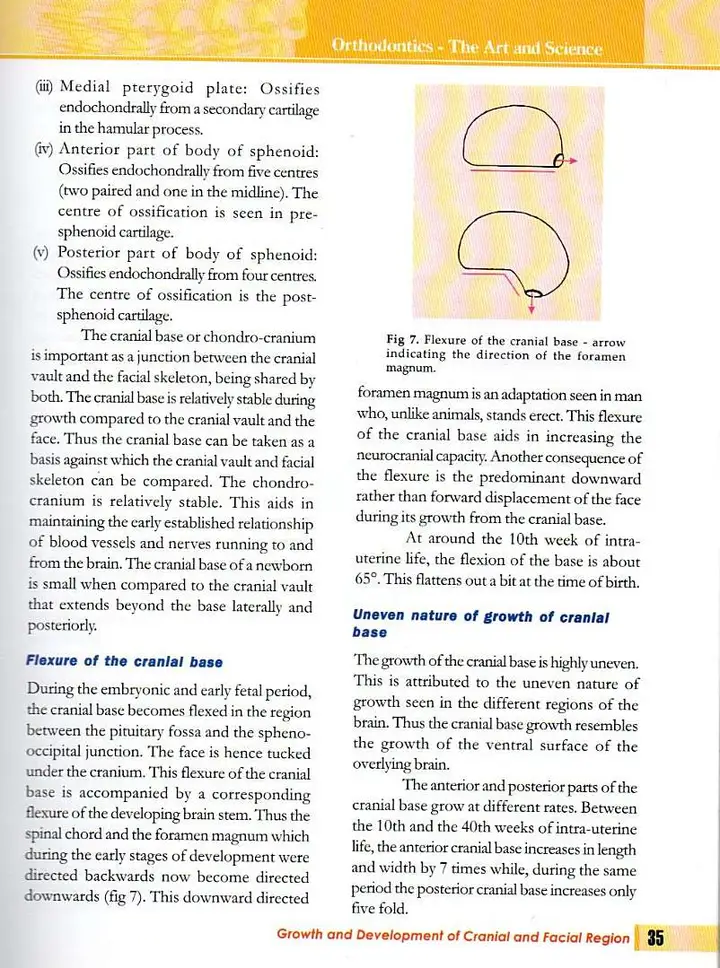 Orthodontics - The Art and Science
(iii) Medial pterygoid plate: Ossifies
endochondrally from a secondary cartilage
in the hamular process.
(iv) Anterior part of body of sphenoid:
Ossifies endochondrally from five centres
(two paired and one in the midline). The
centre of ossification is seen in pre-
sphenoid cartilage.
(v) Posterior part of body of sphenoid:
Ossifies endochondrally from four centres.
The centre of ossification is the post-
sphenoid cartilage.
The cranial base or chondro-cranium
is important as a junction between the cranial
vault and the facial skeleton, being shared by
both. The cranial base is relatively stable during
growth compared to the cranial vault and the
face. Thus the cranial base can be taken as a
basis against which the cranial vault and facial
skeleton can be compared. The chondro-
cranium is relatively stable. This aids in
maintaining the early established relationship
of blood vessels and nerves running to and
from the brain. The cranial base of a newborn
is small when compared to the cranial vault
that extends beyond the base laterally and
posteriorly.
Flexure of the cranial base
During the embryonic and early fetal period,
the cranial base becomes flexed in the region
between the pituitary fossa and the spheno-
occipital junction. The face is hence tucked
under the cranium. This flexure of the cranial
base is accompanied by a corresponding
flexure of the developing brain stem. Thus the
spinal chord and the foramen magnum which
during the early stages of development were
directed backwards now become directed
downwards (fig 7). This downward directed
Fig 7. Flexure of the cranial base - arrow
indicating the direction of the foramen
magnum.
foramen magnum is an adaptation seen in man
who, unlike animals, stands erect. This flexure
of the cranial base aids in increasing the
neurocranial capacity. Another consequence of
the flexure is the predominant downward
rather than forward displacement of the face
during its growth from the cranial base.
At around the 10th week of intra-
uterine life, the flexion of the base is about
65°. This flattens out a bit at the time of birth.
Uneven nature of growth of cranial
base
The growth of the cranial base is highly uneven.
This is attributed to the uneven nature of
growth seen in the different regions of the
brain. Thus the cranial base growth resembles
the growth of the ventral surface of the
overlying brain.
The anterior and posterior parts of the
cranial base grow at different rates. Between
the 10th and the 40th weeks of intra-uterine
life, the anterior cranial base increases in length
and width by 7 times while, during the same
period the posterior cranial base increases only
five fold.
Growth and Development of Cranial and Facial Region 35